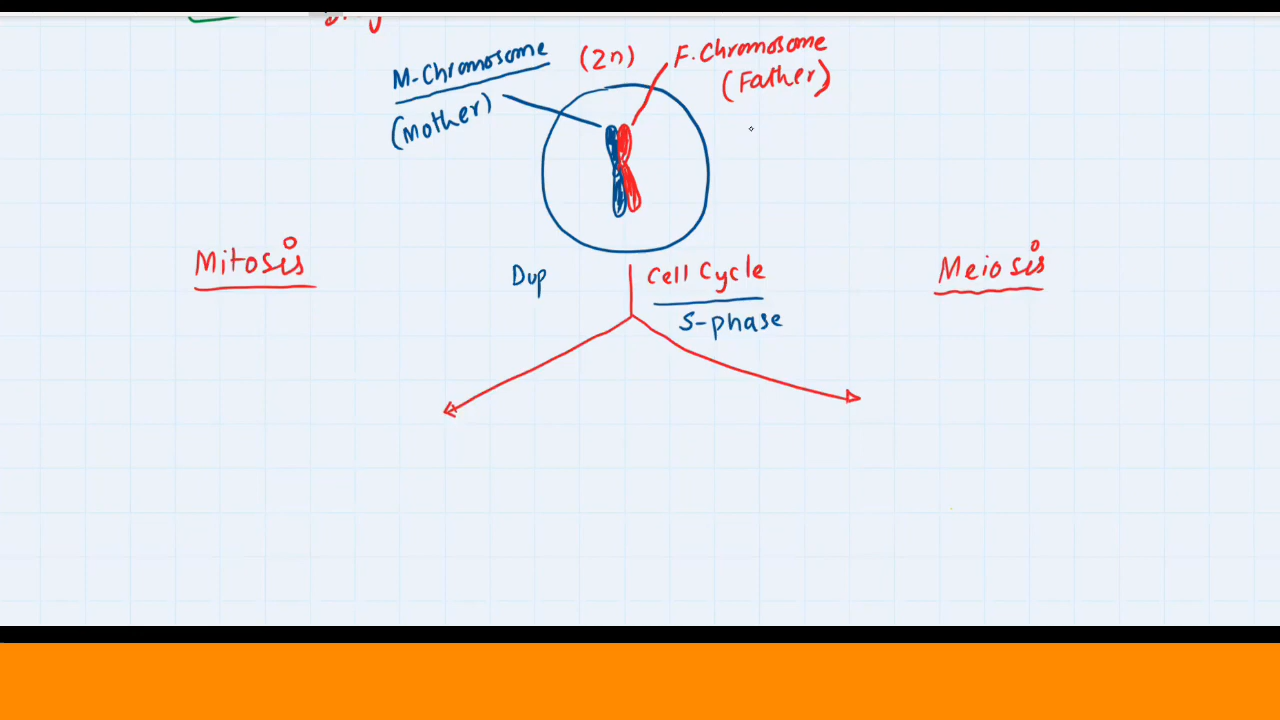 M-Chromosome
(Mother)
(2n)
F.Chromosome
(Father)
Mitosis
Dup
Cell Cycle
S-phase
Meiosis